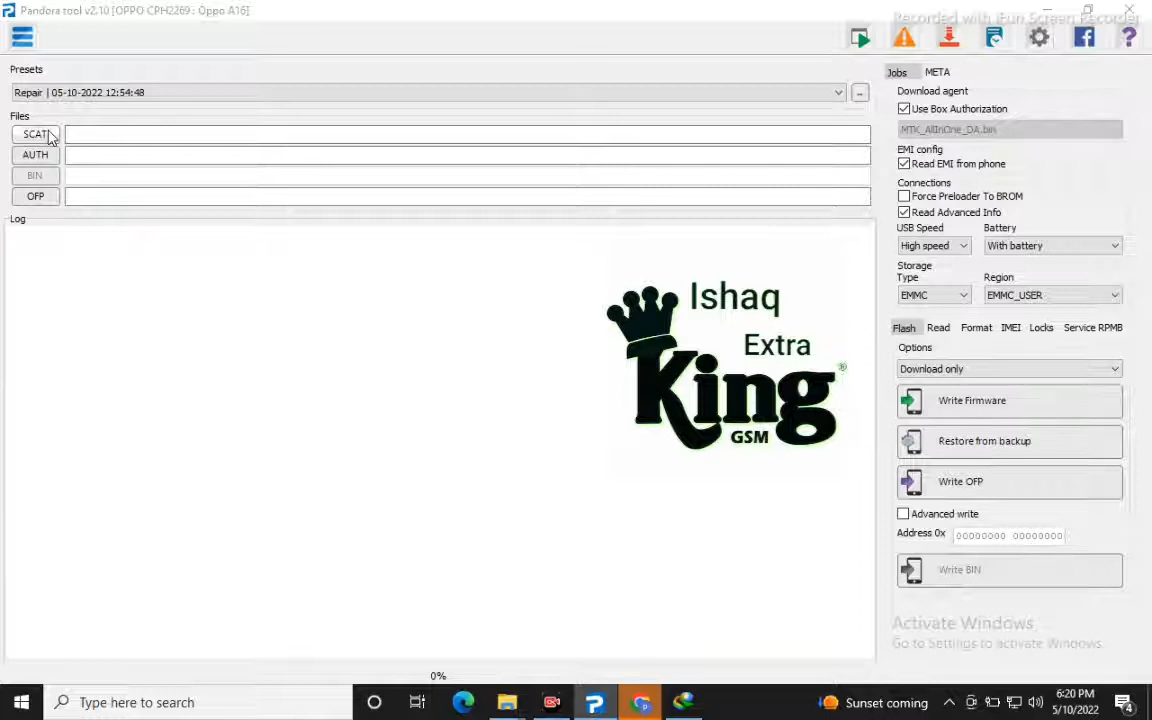 Pandora tool v2.10 [OPPO CPH2269 : Oppo A16]
Recorded with iFun Screen Recorder
Presets
Repair | 05-10-2022 12:54:48
..
Files
SCAT
AUTH
BIN
OFP
Log
Ishaq
Extra
King®
GSM
0%
Jobs META
Download agent
Use Box Authorization
MTK_AllInOne_DA.bin
EMI config
Read EMI from phone
Connections
Force Preloader To BROM
Read Advanced Info
USB Speed Battery
High speed With battery
Storage
Type Region
EMMC EMMC_USER
Flash Read Format IMEI Locks Service RPMB
Options
Download only
Write Firmware
Restore from backup
Write OFP
Advanced write
Address 0x 00000000 00000000
Write BIN
Activate Windows
Go to Settings to activate Windows.
Type here to search
Sunset coming
6:20 PM
5/10/2022
4